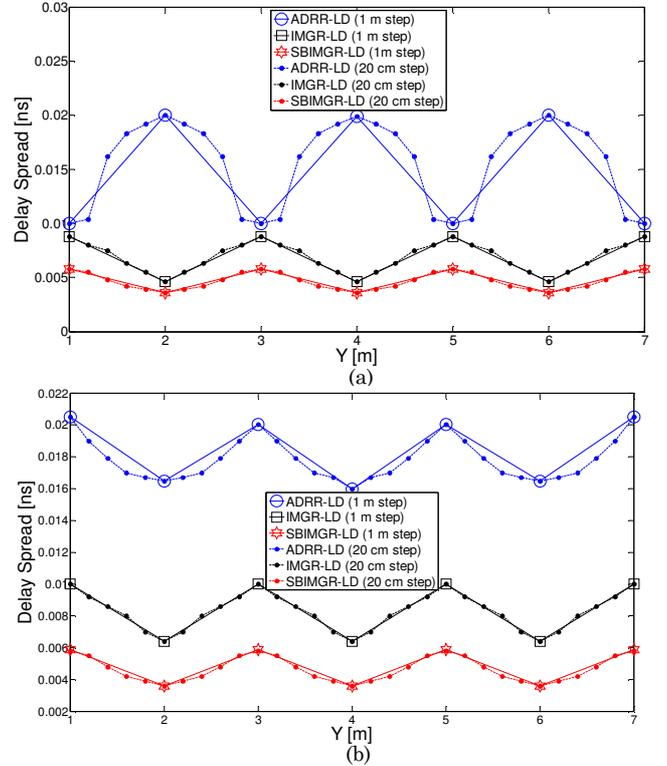 0.03
0.025
0.02
0.015
0.01
0.005
0
Delay Spread [ns]
ADRR-LD (1 m step)
IMGR-LD (1 m step)
SBIMGR-LD (1m step)
ADRR-LD (20 cm step)
IMGR-LD (20 cm step)
SBIMGR-LD (20 cm step)
1 2 3 4 5 6 7
Y [m]
(a)
0.022
0.02
0.018
0.016
0.014
0.012
0.01
0.008
0.006
0.004
0.002
Delay Spread [ns]
ADRR-LD (1 m step)
IMGR-LD (1 m step)
SBIMGR-LD (1 m step)
ADRR-LD (20 cm step)
IMGR-LD (20 cm step)
SBIMGR-LD (20 cm step)
1 2 3 4 5 6 7
Y [m]
(b)